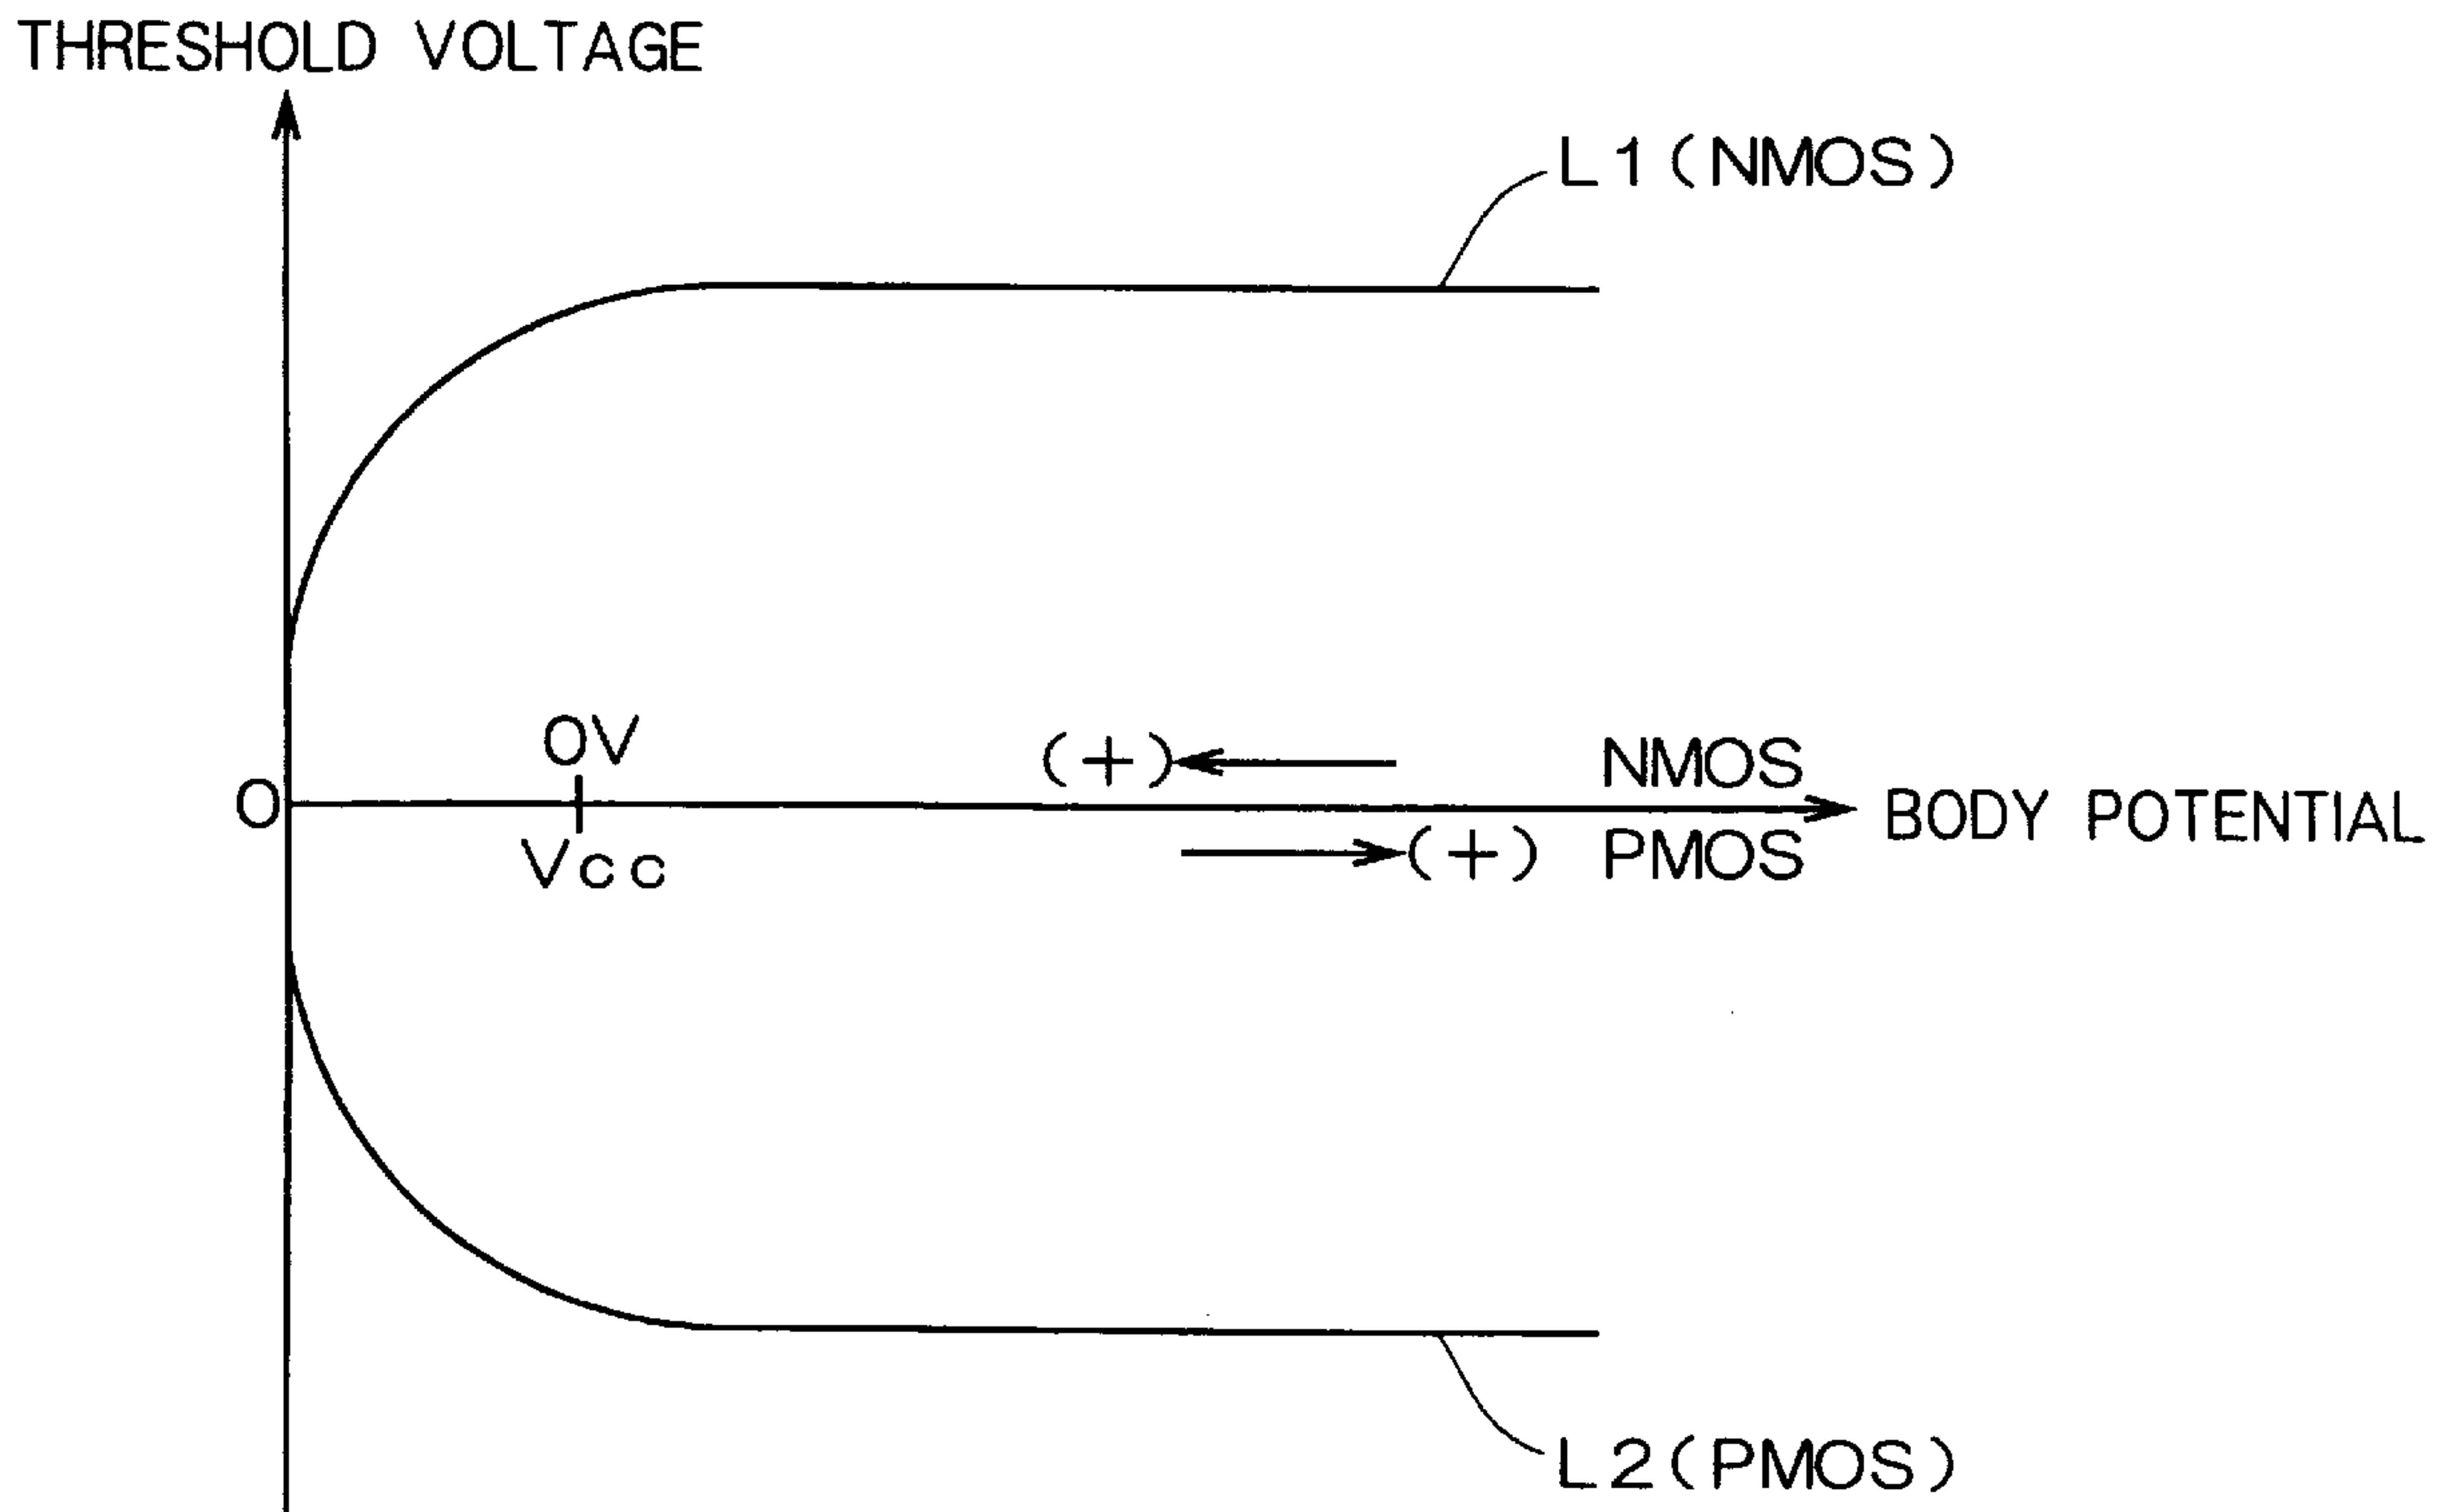 THRESHOLD VOLTAGE
L1(NMOS)
0V
(+) NMOS
O
BODY POTENTIAL
Vcc
(+) PMOS
L2(PMOS)